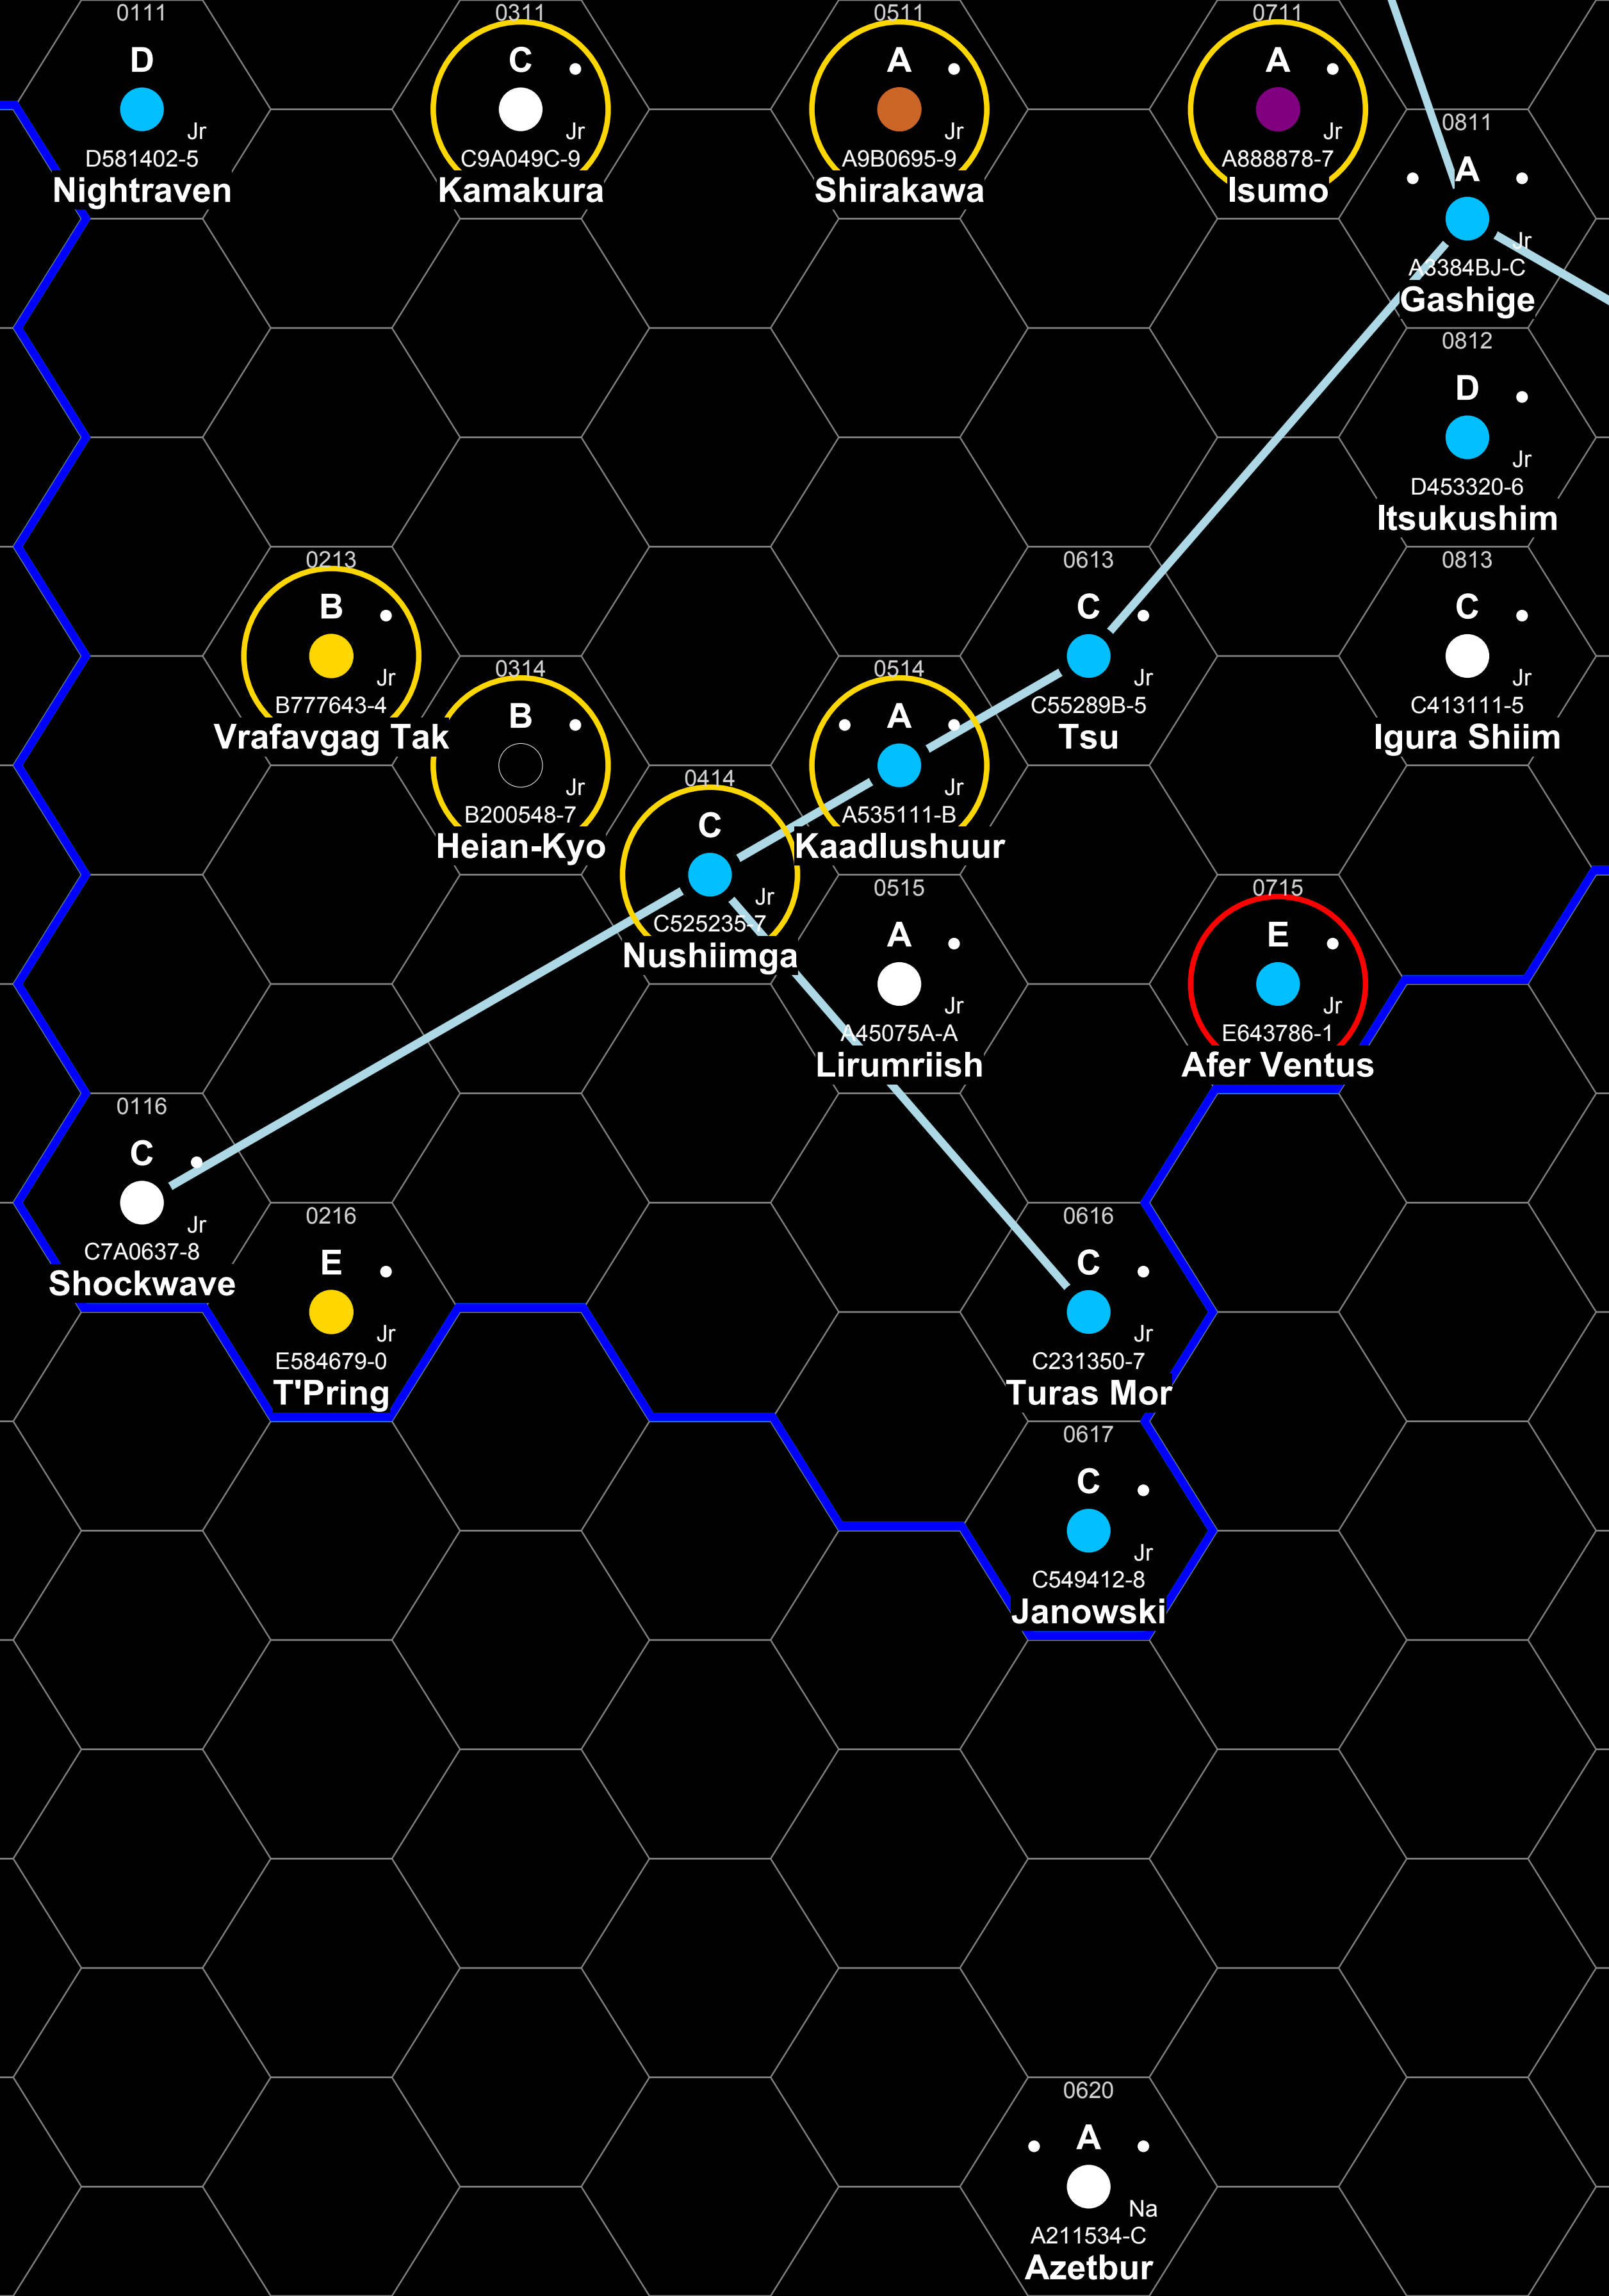 0111
D
Jr
D581402-5
Nightraven
0311
C
Jr
C9A049C-9
Kamakura
0511
A
Jr
A9B0695-9
Shirakawa
0711
A
Jr
A888878-7
Isumo
0811
A
Jr
A3384BJ-C
Gashige
0812
D
Jr
D453320-6
Itsukushim
0213
B
Jr
B777643-4
Vrafavgag Tak
0613
C
Jr
C55289B-5
Tsu
0813
C
Jr
C413111-5
Igura Shiim
0314
B
Jr
B200548-7
Heian-Kyo
0514
A
Jr
A535111-B
Kaadlushuur
0414
C
Jr
C525235-7
Nushiimga
0515
A
Jr
A45075A-A
Lirumriish
0715
E
Jr
E643786-1
Afer Ventus
0116
C
Jr
C7A0637-8
Shockwave
0216
E
Jr
E584679-0
T'Pring
0616
C
Jr
C231350-7
Turas Mor
0617
C
Jr
C549412-8
Janowski
0620
A
Na
A211534-C
Azetbur